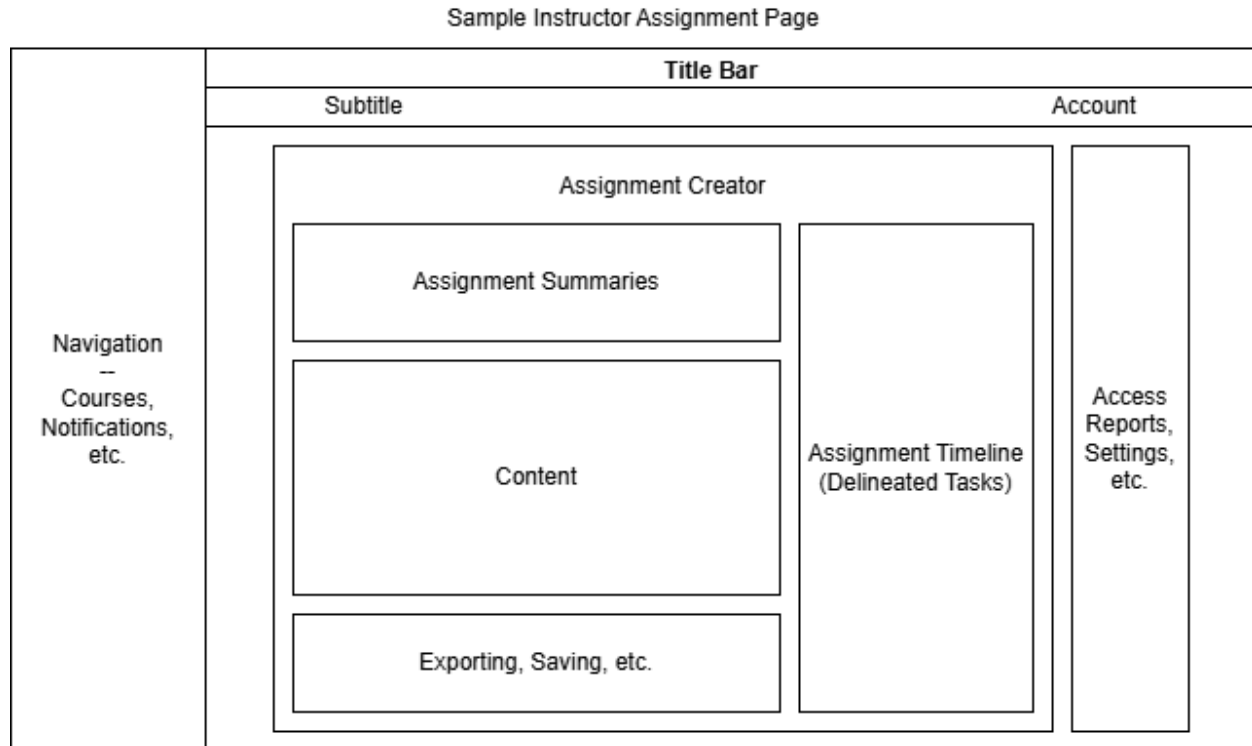 Sample Instructor Assignment Page
Title Bar
Subtitle
Account
Navigation
--
Courses,
Notifications,
etc.
Assignment Creator
Assignment Summaries
Content
Exporting, Saving, etc.
Assignment Timeline
(Delineated Tasks)
Access
Reports,
Settings,
etc.